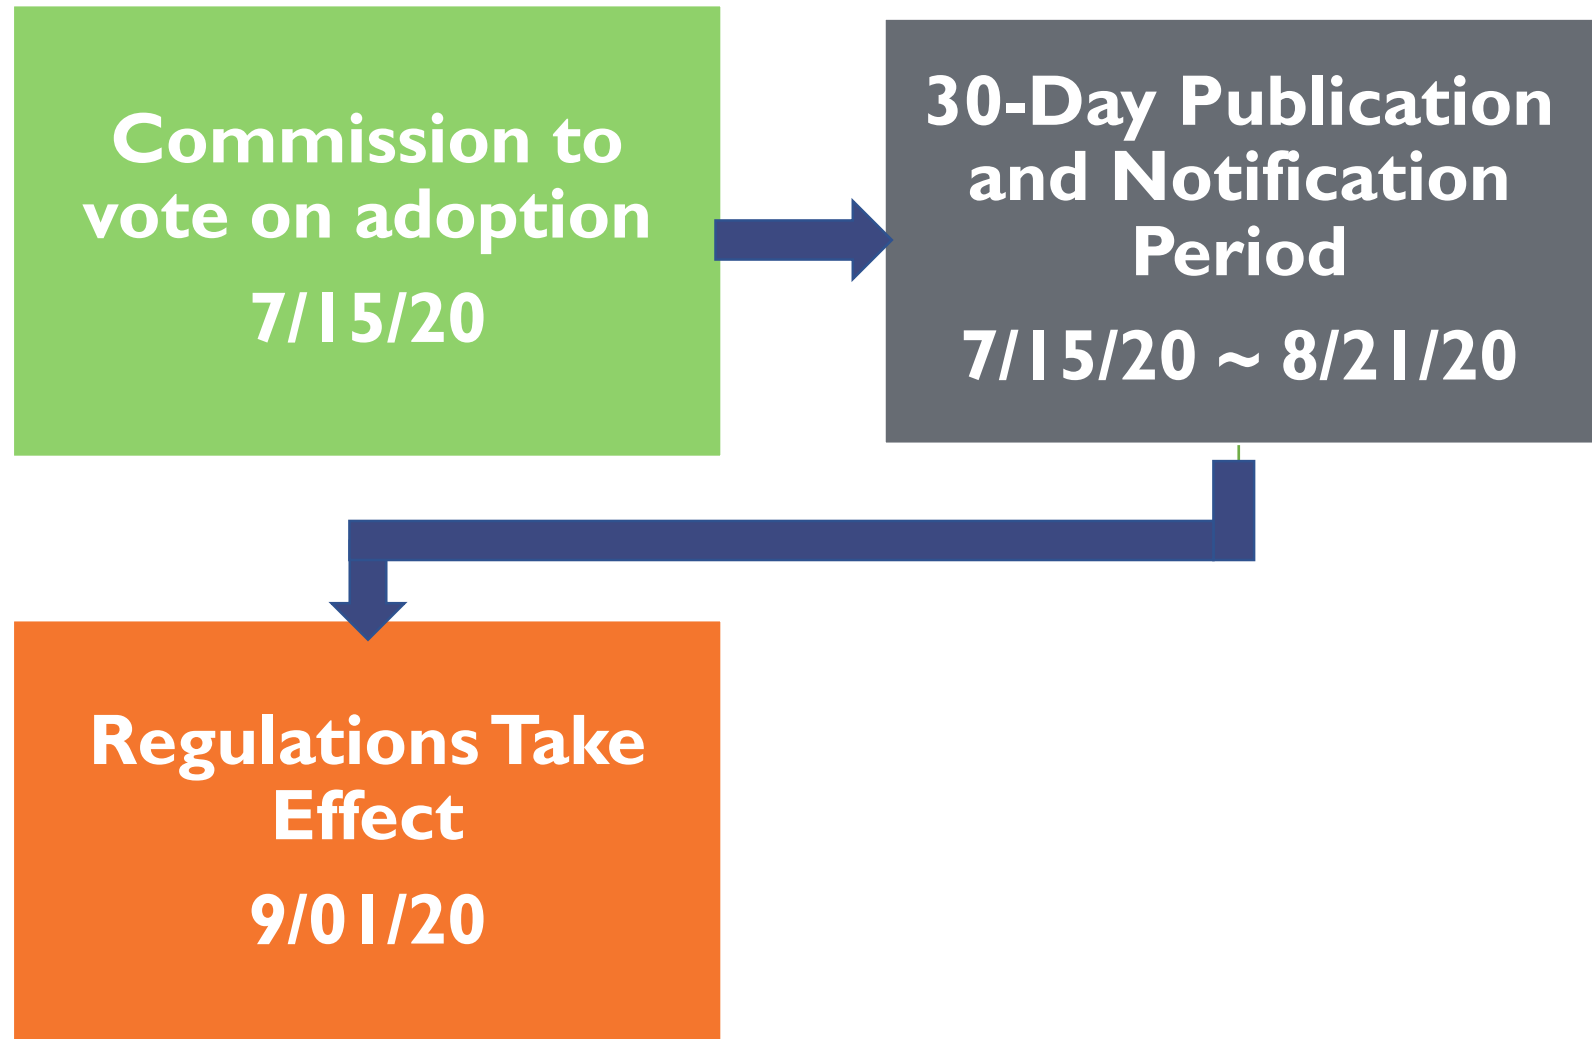 Commission to
vote on adoption
7/15/20
30-Day Publication
and Notification
Period
7/15/20 ~ 8/21/20
Regulations Take
Effect
9/01/20